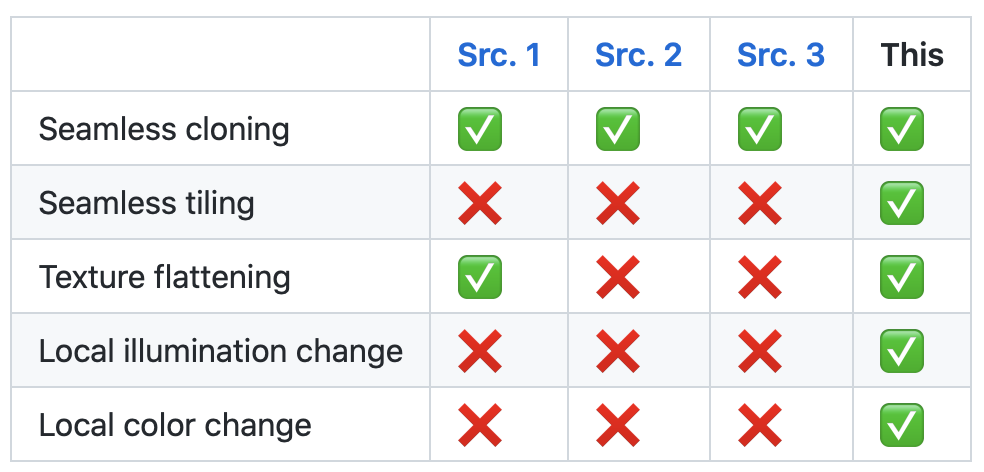 Src. 1 Src. 2 Src. 3 This
Seamless cloning ✅ ✅ ✅ ✅
Seamless tiling ❌ ❌ ❌ ✅
Texture flattening ✅ ❌ ❌ ✅
Local illumination change ❌ ❌ ❌ ✅
Local color change ❌ ❌ ❌ ✅